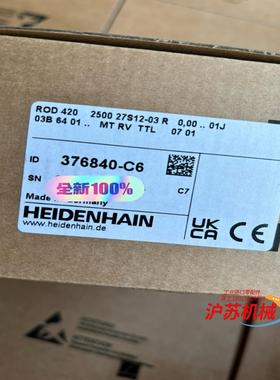 ROD 420 2500 27S12-03 R 0,00 .. 01J
03B 64 01 .. MT RV TTL 07 01
ID 376840-C6
SN
全新100%
C7
Made in Germany
HEIDENHAIN
www.heidenhain.de
UK
CA
CE
沪苏机械